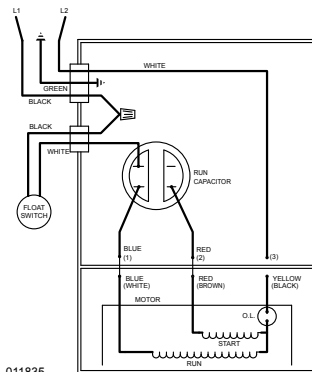 L1 L2
WHITE
GREEN
BLACK
BLACK
WHITE
RUN
CAPACITOR
FLOAT
SWITCH
BLUE
(1)
RED
(2)
(3)
BLUE
(WHITE)
RED
(BROWN)
YELLOW
(BLACK)
MOTOR
O.L.
START
RUN
011835